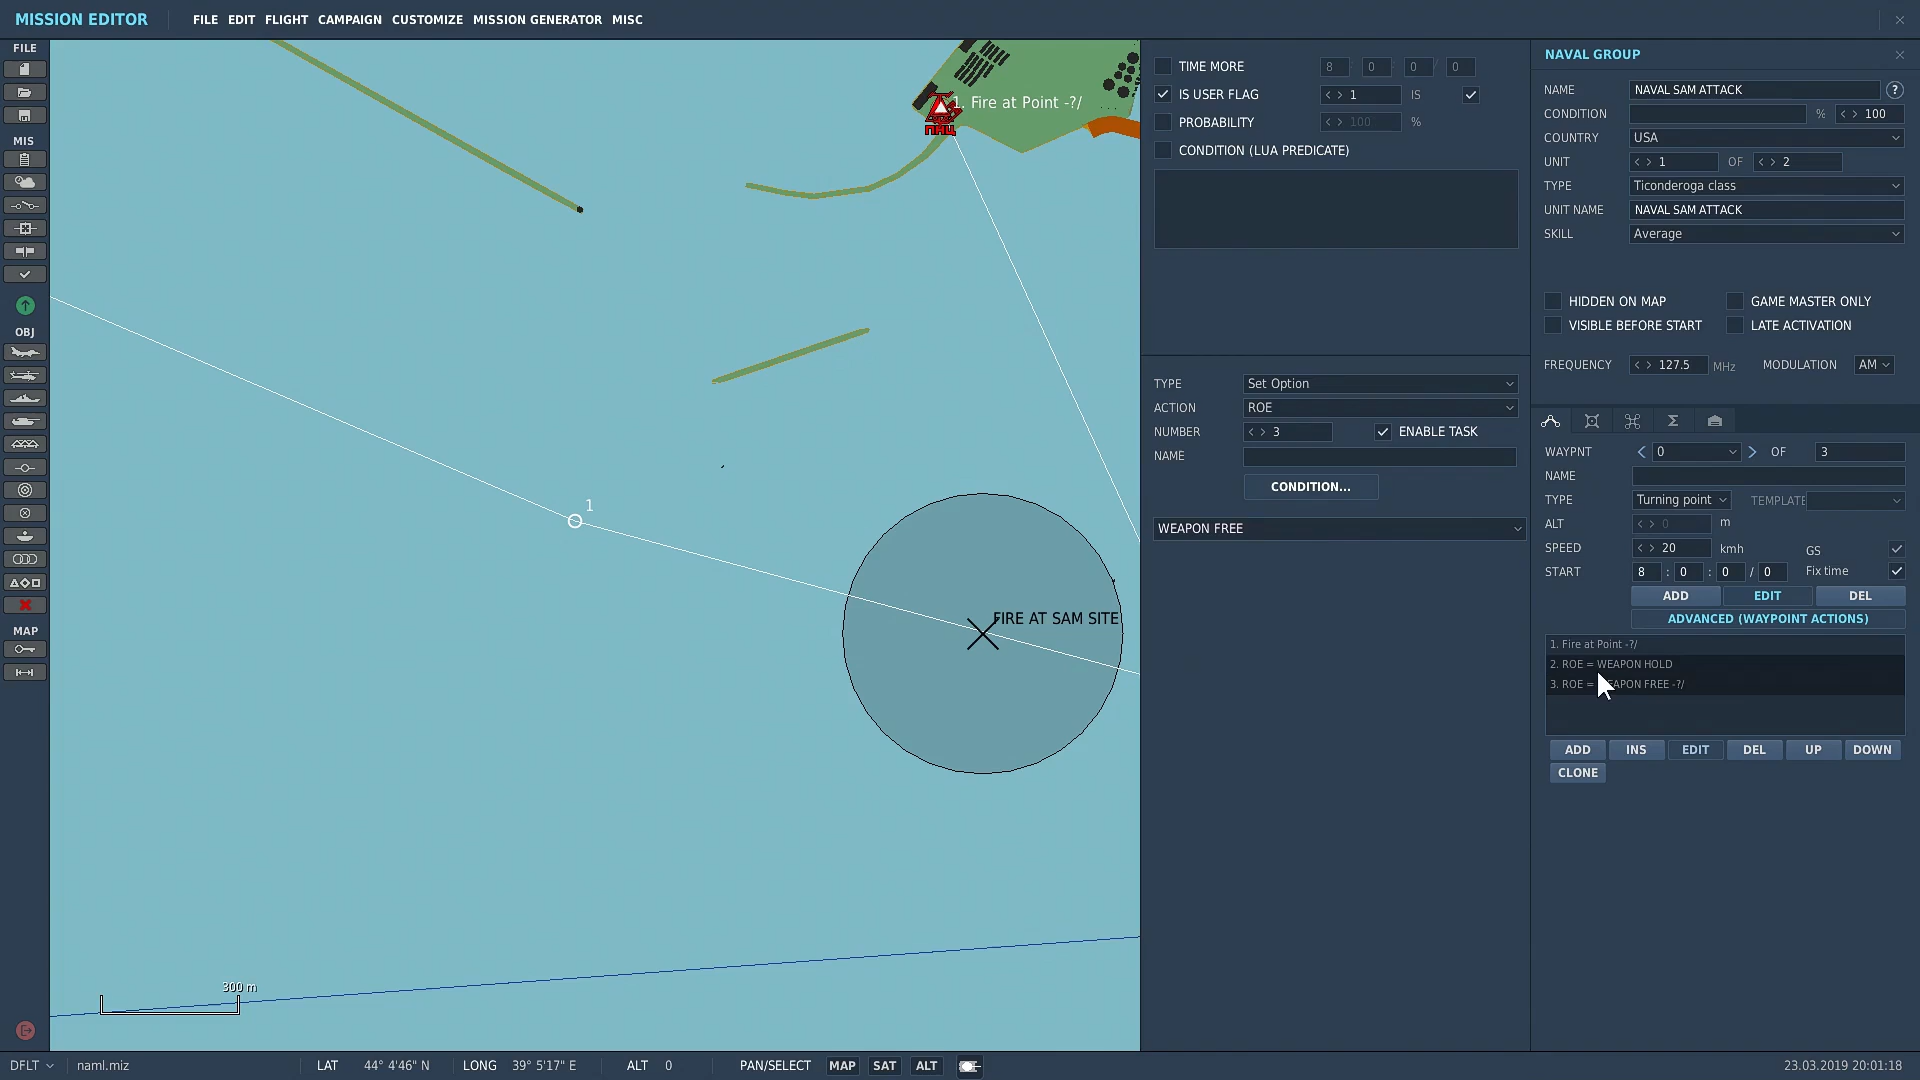 MISSION EDITOR
FILE EDIT FLIGHT CAMPAIGN CUSTOMIZE MISSION GENERATOR MISC
FILE
MIS
OBJ
MAP
1. Fire at Point -?/
ПНЦ
1
FIRE AT SAM SITE
300 m
TIME MORE 8 : 0 : 0 / 0
IS USER FLAG 1 IS
PROBABILITY 100 %
CONDITION (LUA PREDICATE)
TYPE Set Option
ACTION ROE
NUMBER 3 ENABLE TASK
NAME
CONDITION...
WEAPON FREE
NAVAL GROUP
NAME NAVAL SAM ATTACK ?
CONDITION % 100
COUNTRY USA
UNIT 1 OF 2
TYPE Ticonderoga class
UNIT NAME NAVAL SAM ATTACK
SKILL Average
HIDDEN ON MAP GAME MASTER ONLY
VISIBLE BEFORE START LATE ACTIVATION
FREQUENCY 127.5 MHz MODULATION AM
WAYPNT 0 OF 3
NAME
TYPE Turning point TEMPLATE
ALT 0 m
SPEED 20 kmh GS
START 8 : 0 : 0 / 0 Fix time
ADD EDIT DEL
ADVANCED (WAYPOINT ACTIONS)
1. Fire at Point -?/
2. ROE = WEAPON HOLD
3. ROE = WEAPON FREE -?/
ADD INS EDIT DEL UP DOWN
CLONE
DFLT naml.miz LAT 44° 4'46" N LONG 39° 5'17" E ALT 0 PAN/SELECT MAP SAT ALT 23.03.2019 20:01:18